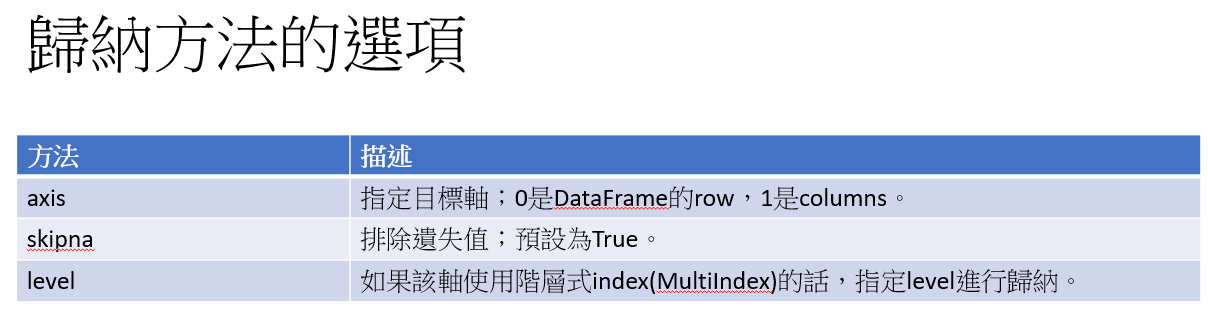 歸納方法的選項
方法 描述
axis 指定目標軸；0是DataFrame的row，1是columns。
skipna 排除遺失值；預設為True。
level 如果該軸使用階層式index(MultiIndex)的話，指定level進行歸納。